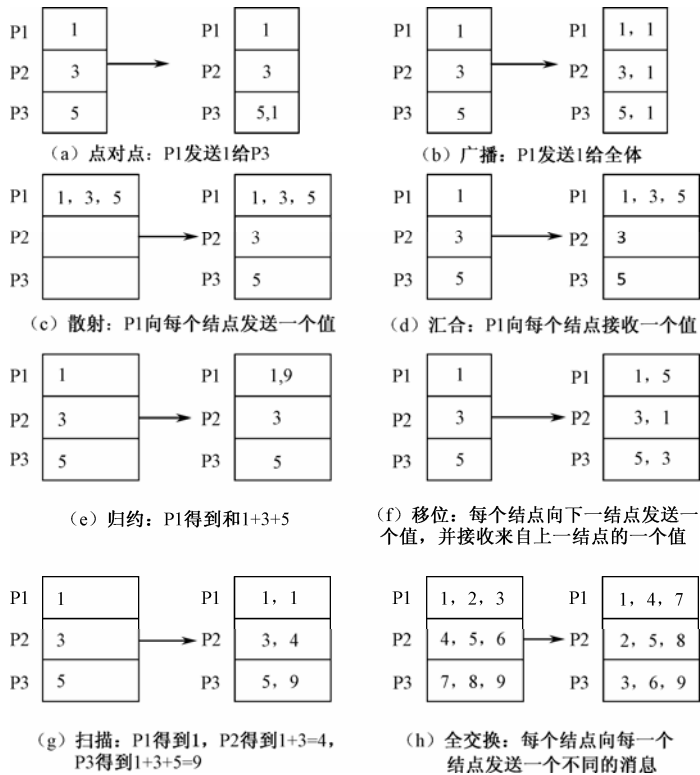 P1 1 P1 1
P2 3 P2 3
P3 5 P3 5,1
（a）点对点：P1发送1给P3
P1 1 P1 1，1
P2 3 P2 3，1
P3 5 P3 5，1
（b）广播：P1发送1给全体
P1 1，3，5 P1 1，3，5
P2 P2 3
P3 P3 5
（c）散射：P1向每个结点发送一个值
P1 1 P1 1，3，5
P2 3 P2 3
P3 5 P3 5
（d）汇合：P1向每个结点接收一个值
P1 1 P1 1,9
P2 3 P2 3
P3 5 P3 5
（e）归约：P1得到和1+3+5
P1 1 P1 1，5
P2 3 P2 3，1
P3 5 P3 5，3
（f）移位：每个结点向下一结点发送一
个值，并接收来自上一结点的一个值
P1 1 P1 1，1
P2 3 P2 3，4
P3 5 P3 5，9
（g）扫描：P1得到1，P2得到1+3=4，
P3得到1+3+5=9
P1 1，2，3 P1 1，4，7
P2 4，5，6 P2 2，5，8
P3 7，8，9 P3 3，6，9
（h）全交换：每个结点向每一个
结点发送一个不同的消息